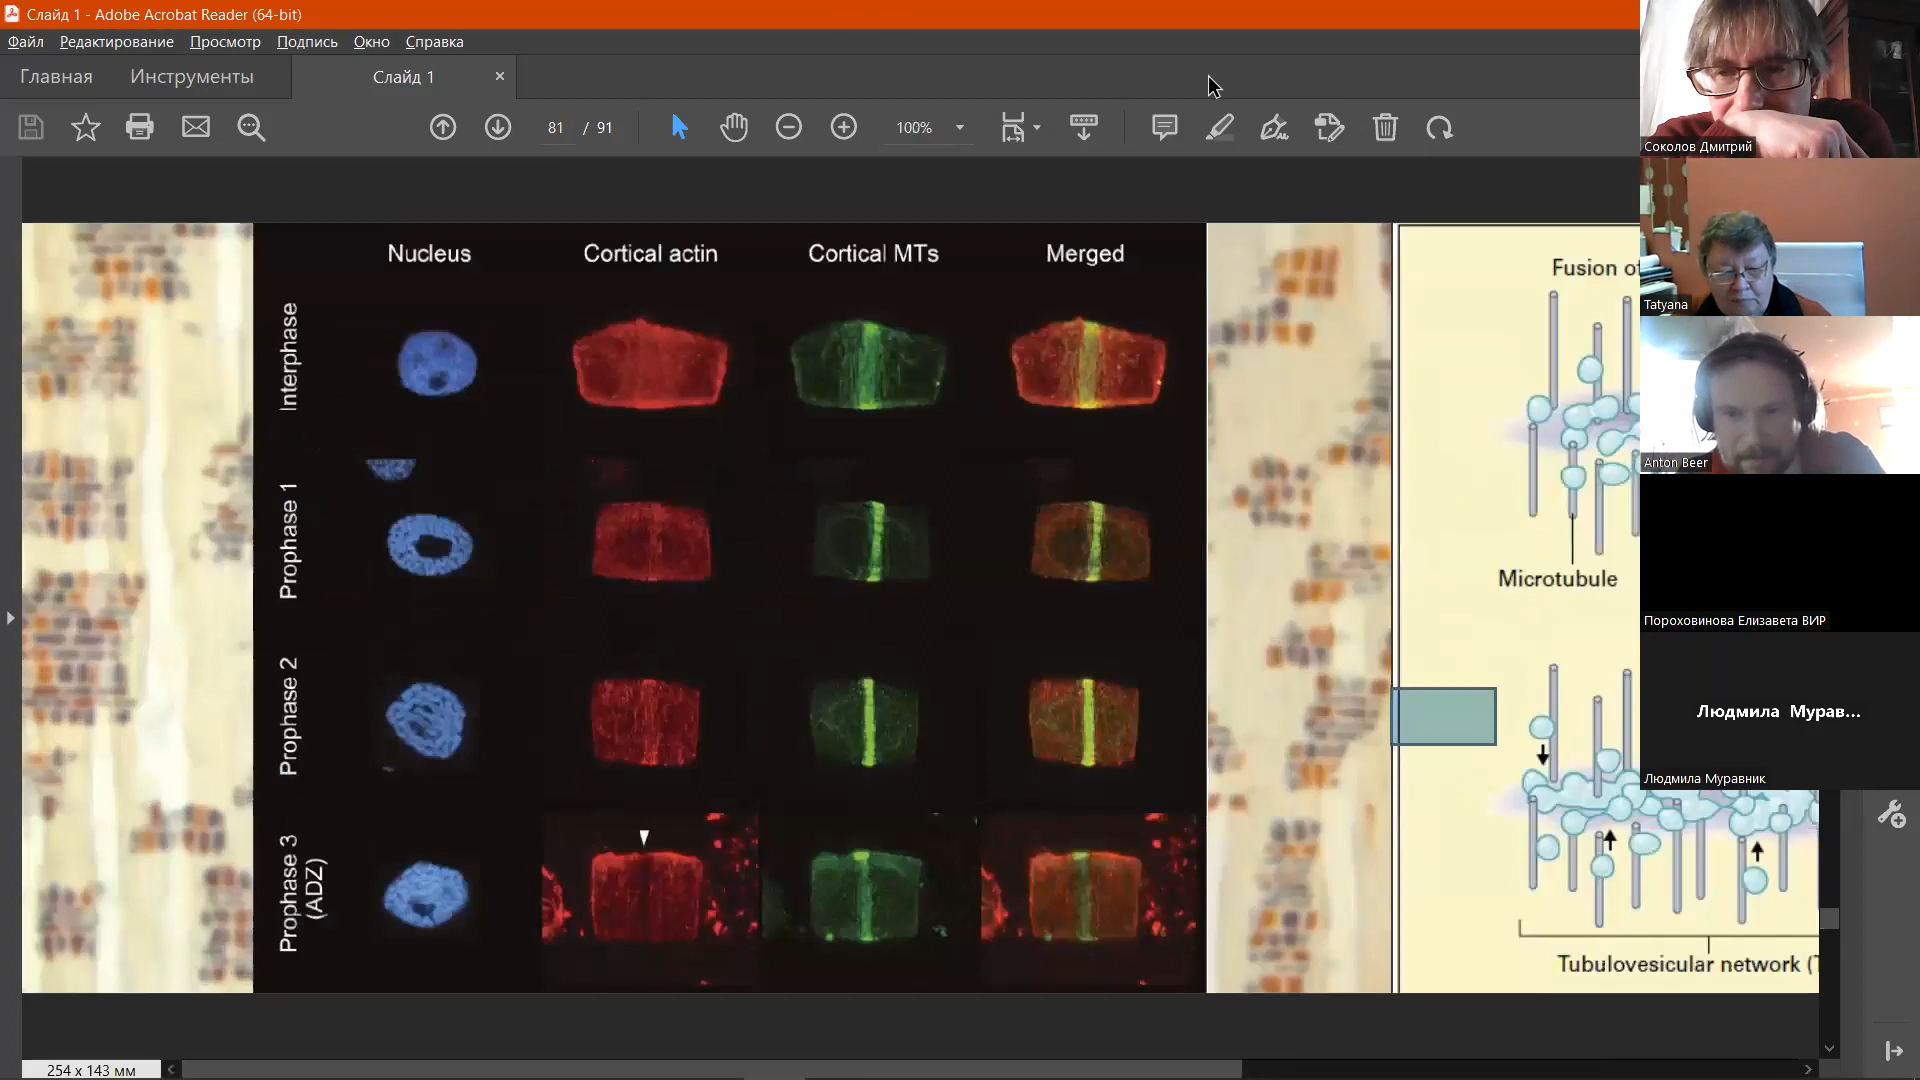 Слайд 1 - Adobe Acrobat Reader (64-bit)
Файл Редактирование Просмотр Подпись Окно Справка
Главная Инструменты Слайд 1
81 / 91 100%
Nucleus Cortical actin Cortical MTs Merged
Interphase
Prophase 1
Prophase 2
Prophase 3
(ADZ)
Fusion of
Microtubule
Tubulovesicular network (T
Соколов Дмитрий
Tatyana
Anton Beer
Пороховинова Елизавета ВИР
Людмила Мурав...
Людмила Муравник
254 x 143 мм